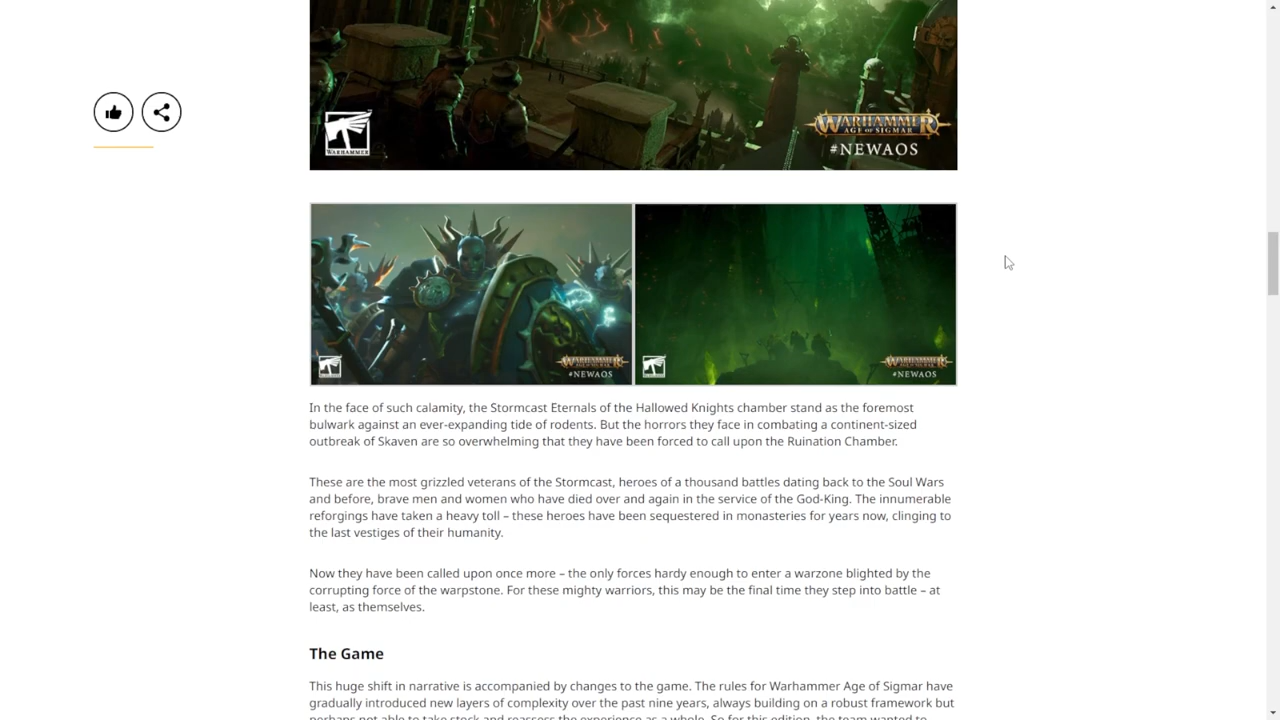 WARHAMMER
WARHAMMER
AGE OF SIGMAR
#NEWAOS
WARHAMMER
AGE OF SIGMAR
#NEWAOS
WARHAMMER
AGE OF SIGMAR
#NEWAOS
In the face of such calamity, the Stormcast Eternals of the Hallowed Knights chamber stand as the foremost
bulwark against an ever-expanding tide of rodents. But the horrors they face in combating a continent-sized
outbreak of Skaven are so overwhelming that they have been forced to call upon the Ruination Chamber.
These are the most grizzled veterans of the Stormcast, heroes of a thousand battles dating back to the Soul Wars
and before, brave men and women who have died over and again in the service of the God-King. The innumerable
reforgings have taken a heavy toll – these heroes have been sequestered in monasteries for years now, clinging to
the last vestiges of their humanity.
Now they have been called upon once more – the only forces hardy enough to enter a warzone blighted by the
corrupting force of the warpstone. For these mighty warriors, this may be the final time they step into battle – at
least, as themselves.
The Game
This huge shift in narrative is accompanied by changes to the game. The rules for Warhammer Age of Sigmar have
gradually introduced new layers of complexity over the past nine years, always building on a robust framework but
perhaps not able to take stock and reassess the experience as a whole. So for this edition, the team wanted to